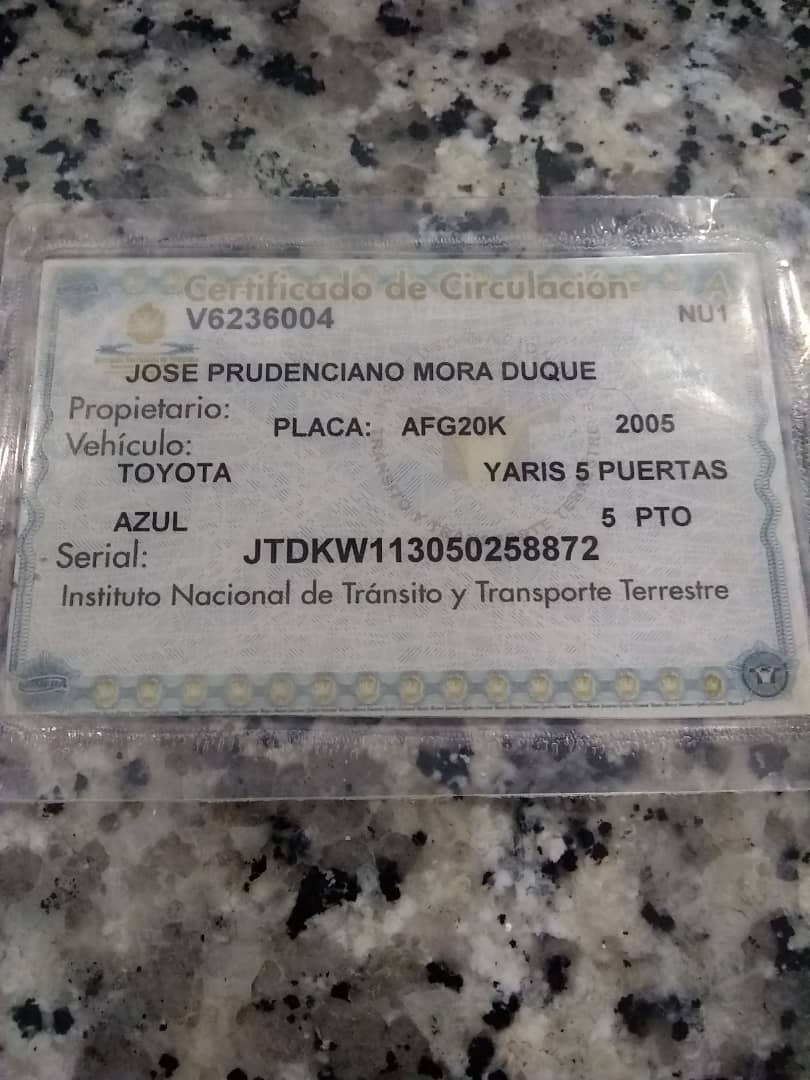 Certificado de Circulación A
V6236004 NU1
JOSE PRUDENCIANO MORA DUQUE
Propietario:
PLACA: AFG20K 2005
Vehículo:
TOYOTA YARIS 5 PUERTAS
AZUL 5 PTO
Serial: JTDKW113050258872
Instituto Nacional de Tránsito y Transporte Terrestre